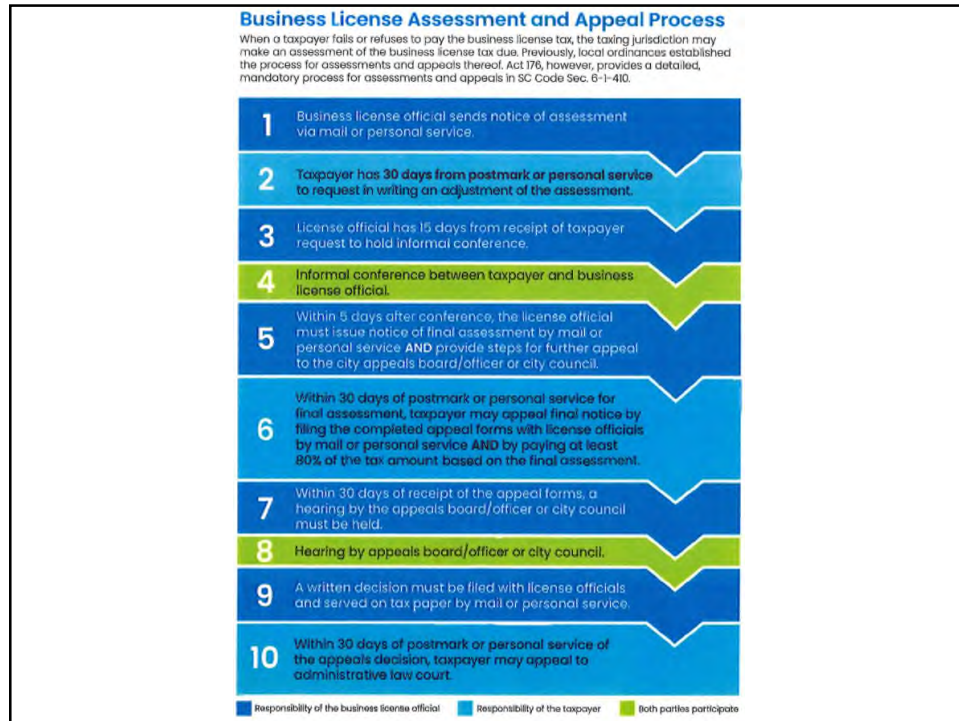 Business License Assessment and Appeal Process
When a taxpayer fails or refuses to pay the business license tax, the taxing jurisdiction may
make an assessment of the business license tax due. Previously, local ordinances established
the process for assessments and appeals thereof. Act 176, however, provides a detailed,
mandatory process for assessments and appeals in SC Code Sec. 6-1-410.
1
Business license official sends notice of assessment
via mail or personal service.
2
Taxpayer has 30 days from postmark or personal service
to request in writing an adjustment of the assessment.
3
License official has 15 days from receipt of taxpayer
request to hold informal conference.
4
Informal conference between taxpayer and business
license official.
5
Within 5 days after conference, the license official
must issue notice of final assessment by mail or
personal service AND provide steps for further appeal
to the city appeals board/officer or city council.
6
Within 30 days of postmark or personal service for
final assessment, taxpayer may appeal final notice by
filing the completed appeal forms with license officials
by mail or personal service AND by paying at least
80% of the tax amount based on the final assessment.
7
Within 30 days of receipt of the appeal forms, a
hearing by the appeals board/officer or city council
must be held.
8
Hearing by appeals board/officer or city council.
9
A written decision must be filed with license officials
and served on tax paper by mail or personal service.
10
Within 30 days of postmark or personal service of
the appeals decision, taxpayer may appeal to
administrative law court.
Responsibility of the business license official
Responsibility of the taxpayer
Both parties participate